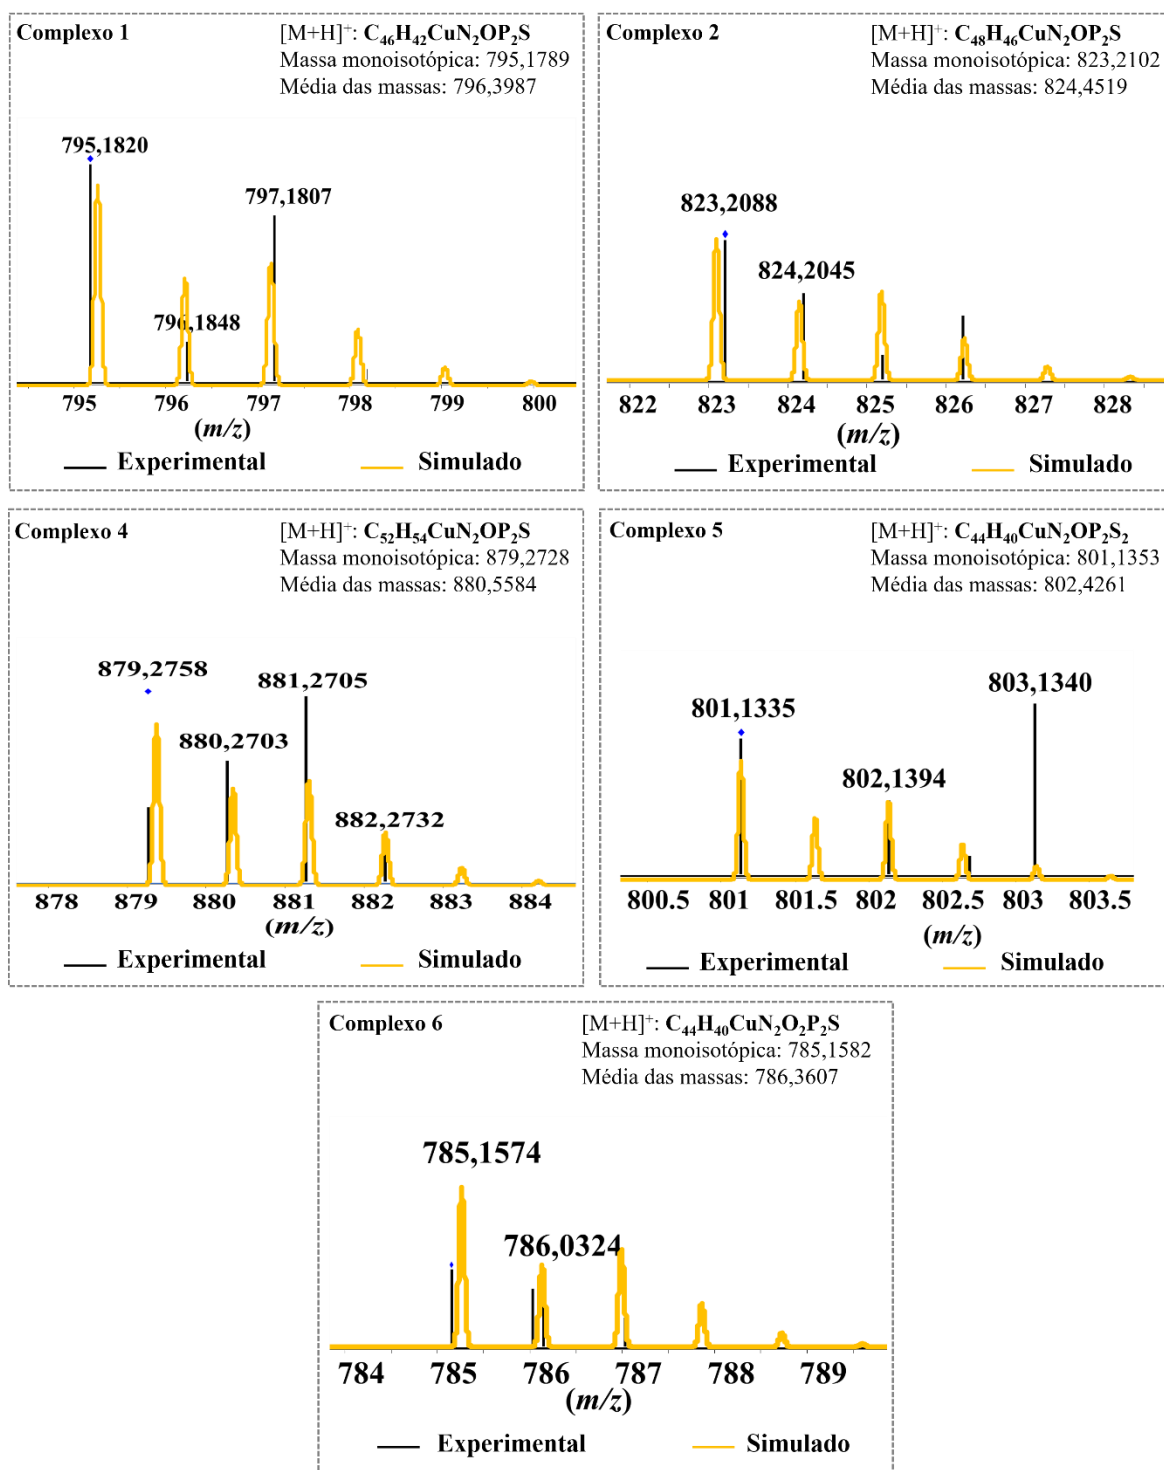 Complexo 1
[M+H]⁺: C₄₆H₄₂CuN₂OP₂S
Massa monoisotópica: 795,1789
Média das massas: 796,3987
795,1820
797,1807
796,1848
795 796 797 798 799 800
(m/z)
Experimental Simulado
Complexo 2
[M+H]⁺: C₄₈H₄₆CuN₂OP₂S
Massa monoisotópica: 823,2102
Média das massas: 824,4519
823,2088
824,2045
822 823 824 825 826 827 828
(m/z)
Experimental Simulado
Complexo 4
[M+H]⁺: C₅₂H₅₄CuN₂OP₂S
Massa monoisotópica: 879,2728
Média das massas: 880,5584
879,2758
881,2705
880,2703
882,2732
878 879 880 881 882 883 884
(m/z)
Experimental Simulado
Complexo 5
[M+H]⁺: C₄₄H₄₀CuN₂OP₂S₂
Massa monoisotópica: 801,1353
Média das massas: 802,4261
803,1340
801,1335
802,1394
800.5 801 801.5 802 802.5 803 803.5
(m/z)
Experimental Simulado
Complexo 6
[M+H]⁺: C₄₄H₄₀CuN₂O₂P₂S
Massa monoisotópica: 785,1582
Média das massas: 786,3607
785,1574
786,0324
784 785 786 787 788 789
(m/z)
Experimental Simulado